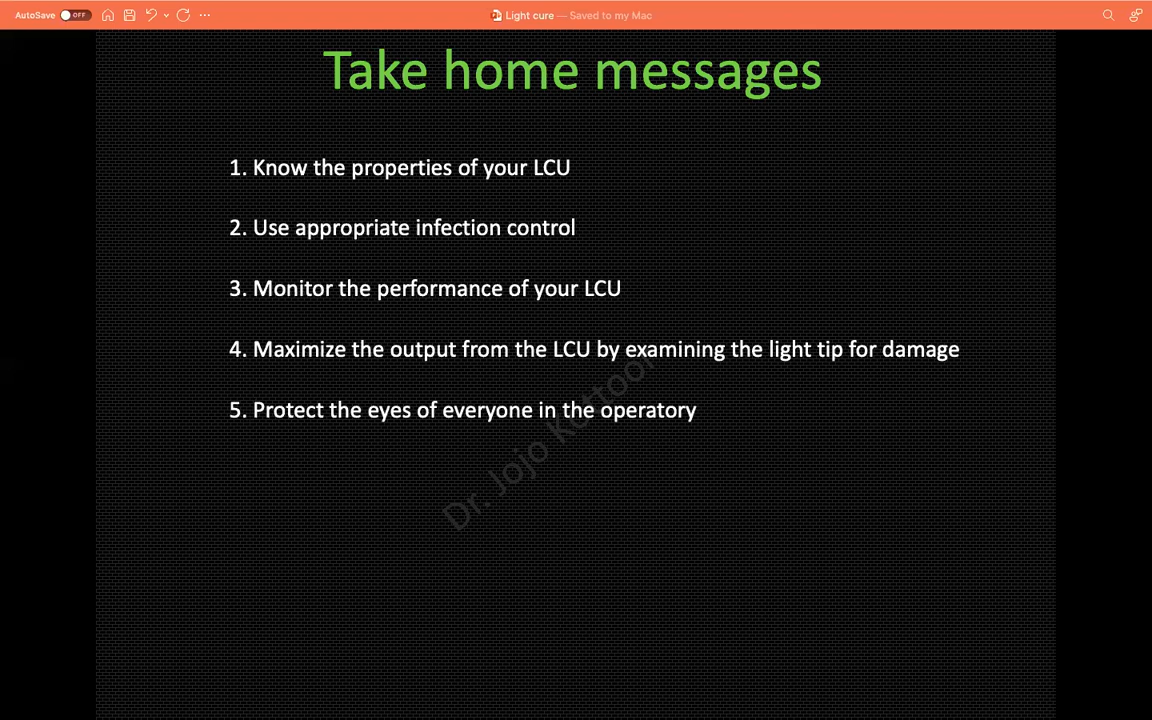 AutoSave OFF Light cure — Saved to my Mac
Take home messages
1. Know the properties of your LCU
2. Use appropriate infection control
3. Monitor the performance of your LCU
4. Maximize the output from the LCU by examining the light tip for damage
5. Protect the eyes of everyone in the operatory
Dr. Jojo Kottoor